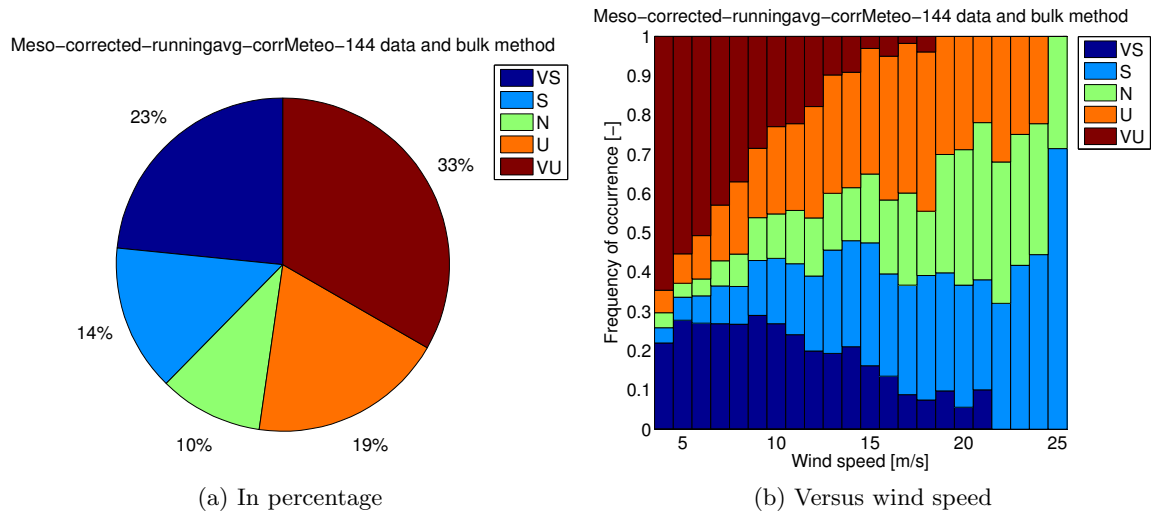 Meso-corrected-runningavg-corrMeteo-144 data and bulk method
VS
S
N
U
VU
23%
33%
14%
10%
19%
(a) In percentage
Meso-corrected-runningavg-corrMeteo-144 data and bulk method
1
0.9
0.8
0.7
0.6
0.5
0.4
0.3
0.2
0.1
0
Frequency of occurrence [-]
5
10
15
20
25
Wind speed [m/s]
VS
S
N
U
VU
(b) Versus wind speed